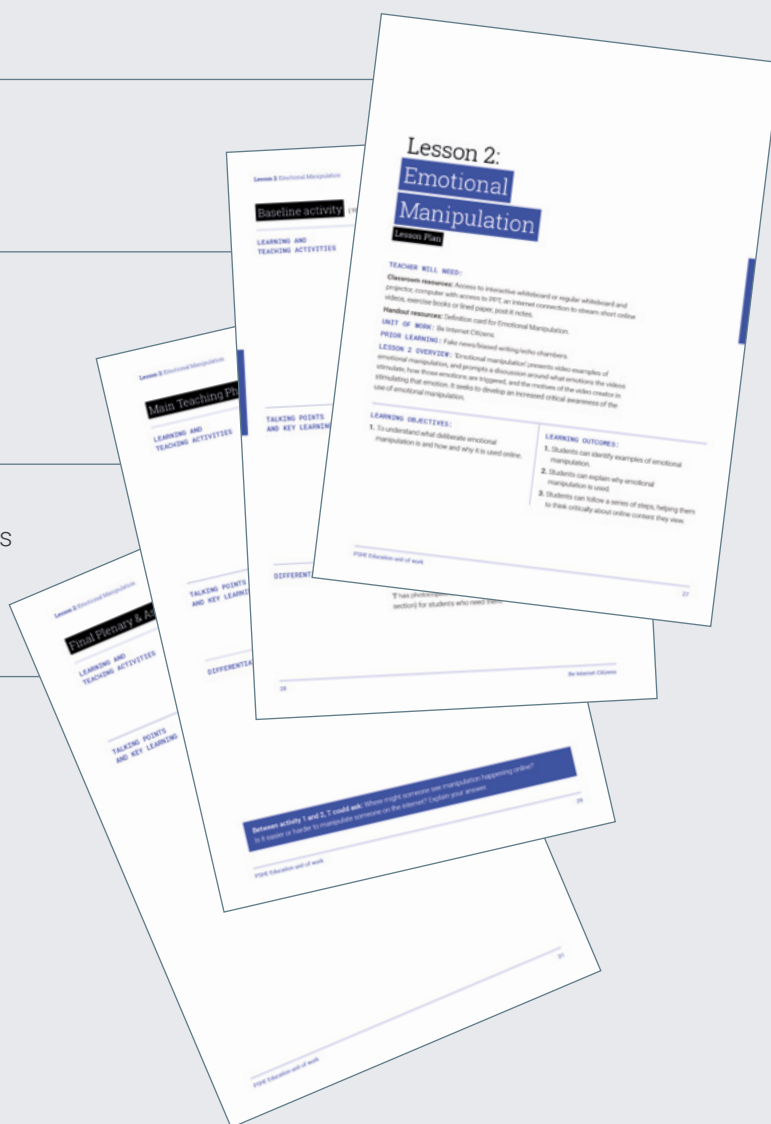 Lesson 2:
Emotional
Manipulation
Lesson Plan
TEACHER WILL NEED:
Classroom resources: Access to interactive whiteboard or regular whiteboard and
projector, computer with access to PPT, an internet connection to stream short online
videos, exercise books or lined paper, post-it notes.
Handout resources: Definition card for Emotional Manipulation.
UNIT OF WORK: Be Internet Citizens.
PRIOR LEARNING: Fake news/biased writing/echo chambers.
LESSON 2 OVERVIEW: 'Emotional manipulation' presents video examples of
emotional manipulation, and prompts a discussion around what emotions the videos
stimulate, how those emotions are triggered, and the motives of the video creator in
stimulating that emotion. It seeks to develop an increased critical awareness of the
use of emotional manipulation.
LEARNING OBJECTIVES:
1. To understand what deliberate emotional
manipulation is and how and why it is used online.
LEARNING OUTCOMES:
1. Students can identify examples of emotional
manipulation.
2. Students can explain why emotional
manipulation is used.
3. Students can follow a series of steps, helping them
to think critically about online content they view.
PSHE Education unit of work
27
Lesson 2: Emotional Manipulation
Baseline activity
LEARNING AND
TEACHING ACTIVITIES
TALKING POINTS
AND KEY LEARNING
DIFFERENT
T has photocopies
section) for students who need them.
28
Be Internet Citizens
Lesson 2: Emotional Manipulation
Main Teaching Ph
LEARNING AND
TEACHING ACTIVITIES
TALKING POINTS
AND KEY LEARNI
DIFFERENTIA
Between activity 1 and 2, T could ask: Where might someone see manipulation happening online?
Is it easier or harder to manipulate someone on the internet? Explain your answer.
29
PSHE Education unit of work
s
Lesson 2: Emotional Manipulation
Final Plenary & As
LEARNING AND
TEACHING ACTIVITIES
TALKING POINTS
AND KEY LEARNING
PSHE Education unit of work